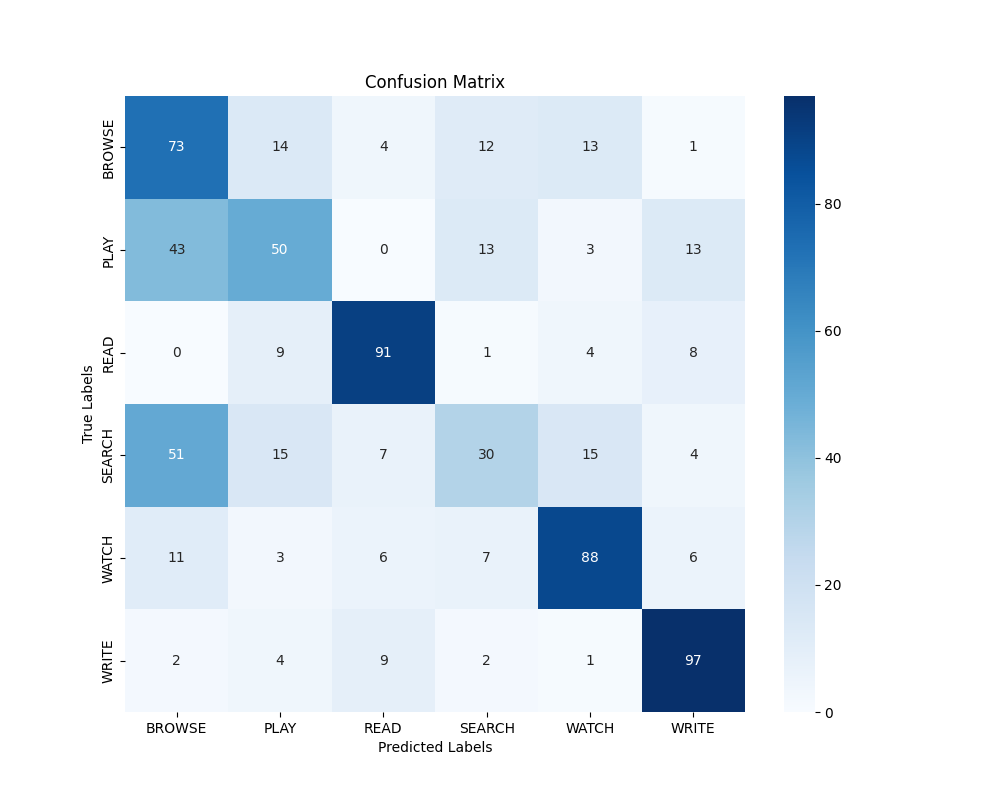 Confusion Matrix
BROWSE 73 14 4 12 13 1
PLAY 43 50 0 13 3 13
READ 0 9 91 1 4 8
SEARCH 51 15 7 30 15 4
WATCH 11 3 6 7 88 6
WRITE 2 4 9 2 1 97
BROWSE PLAY READ SEARCH WATCH WRITE
Predicted Labels
True Labels
80
60
40
20
0